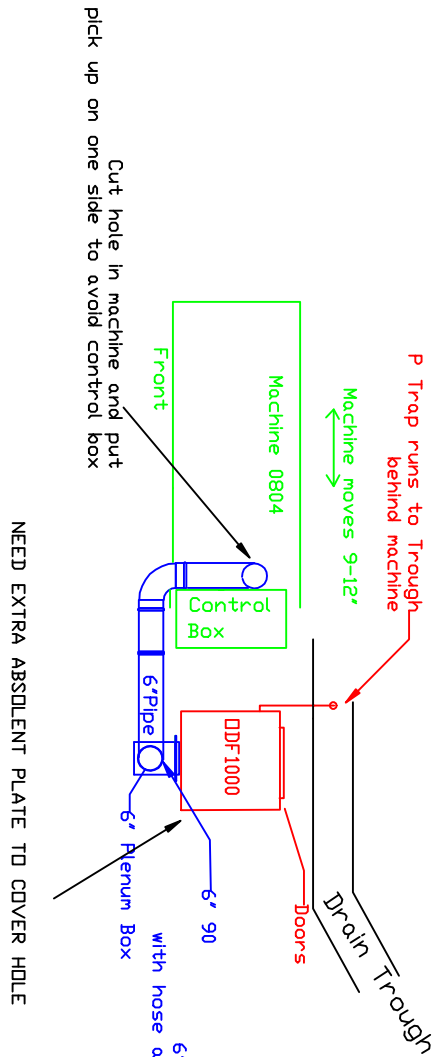 P Trap runs to Trough
behind machine
Machine moves 9-12"
Machine 0804
Front
Cut hole in machine and put
pick up on one side to avoid control box
Control
Box
6"Pipe
ODF1000
Doors
Drain Trough
6" 90
6" Plenum Box
with hose
NEED EXTRA ABSOLENT PLATE TO COVER HOLE